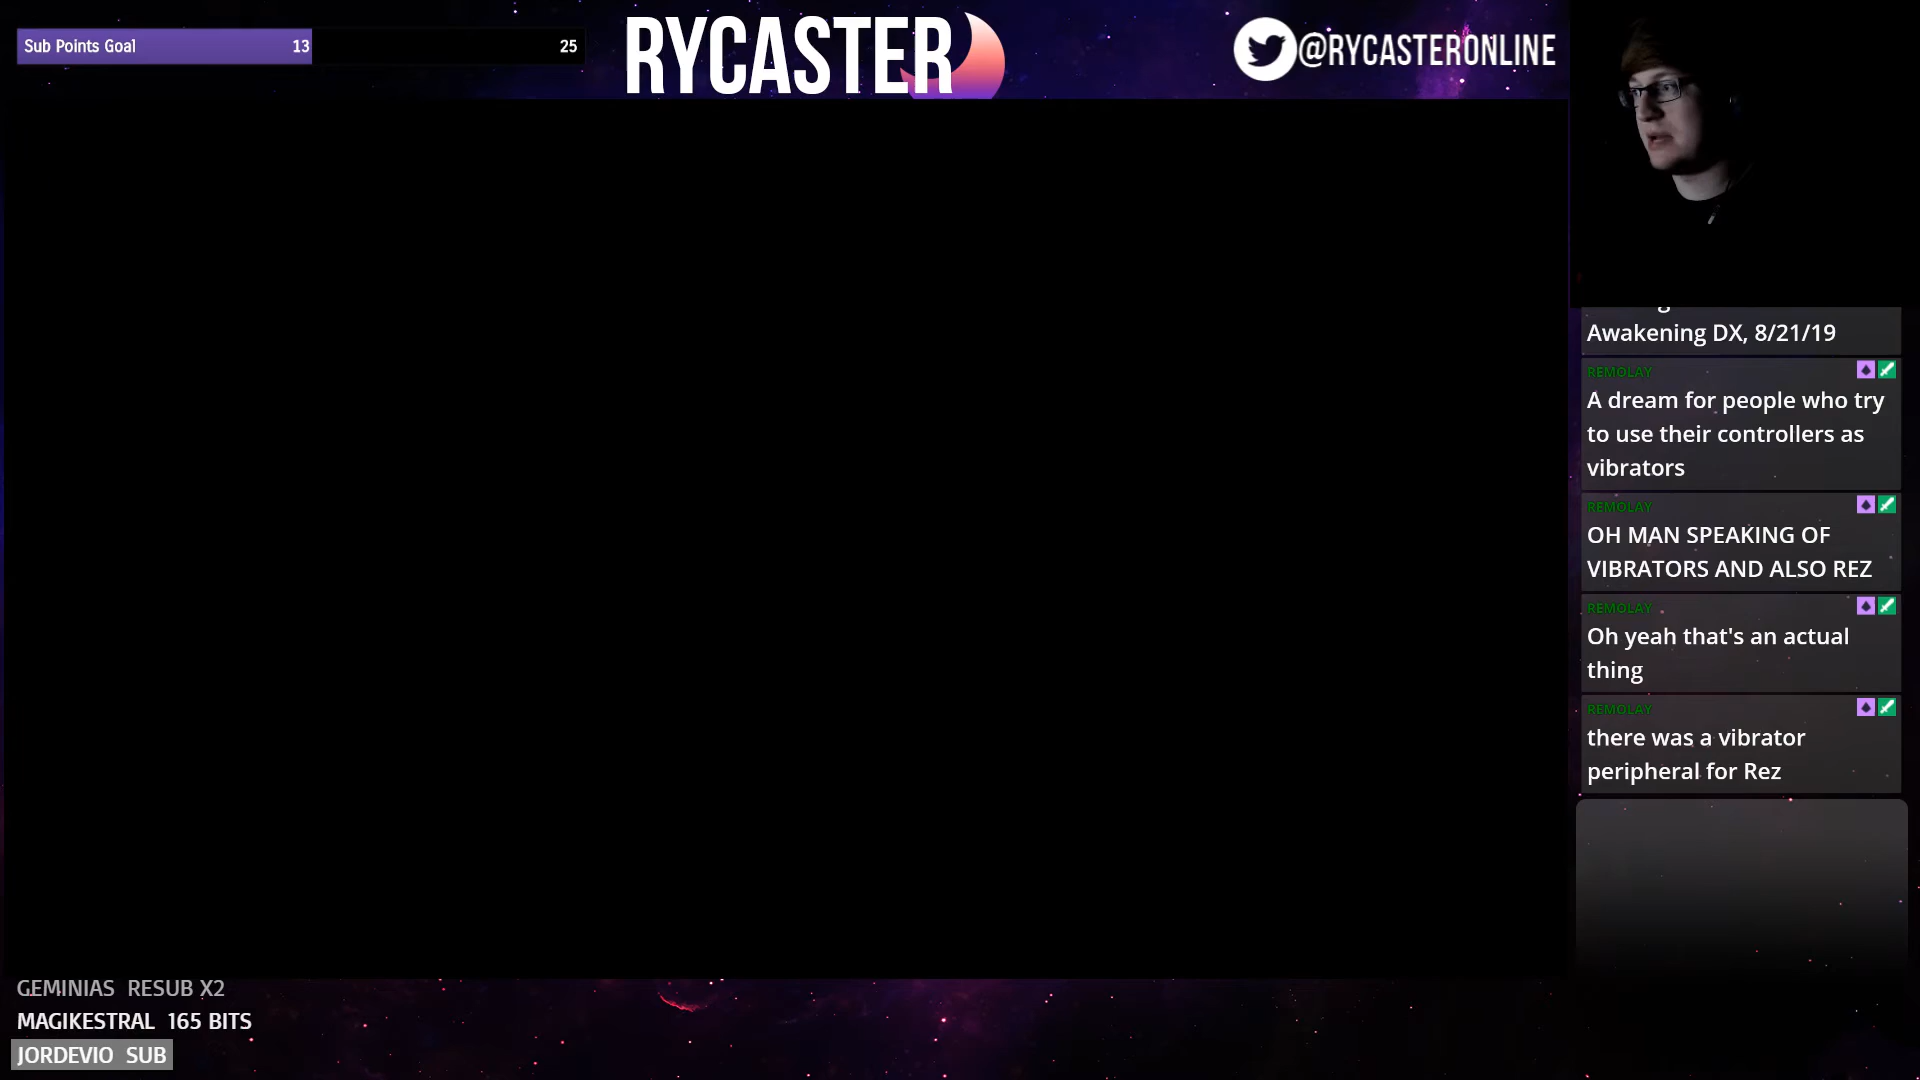 Sub Points Goal 13 25
RYCASTER
@RYCASTERONLINE
Awakening DX, 8/21/19
REMOLAY
A dream for people who try
to use their controllers as
vibrators
REMOLAY
OH MAN SPEAKING OF
VIBRATORS AND ALSO REZ
REMOLAY
Oh yeah that's an actual
thing
REMOLAY
there was a vibrator
peripheral for Rez
GEMINIAS RESUB X2
MAGIKESTRAL 165 BITS
JORDEVIO SUB